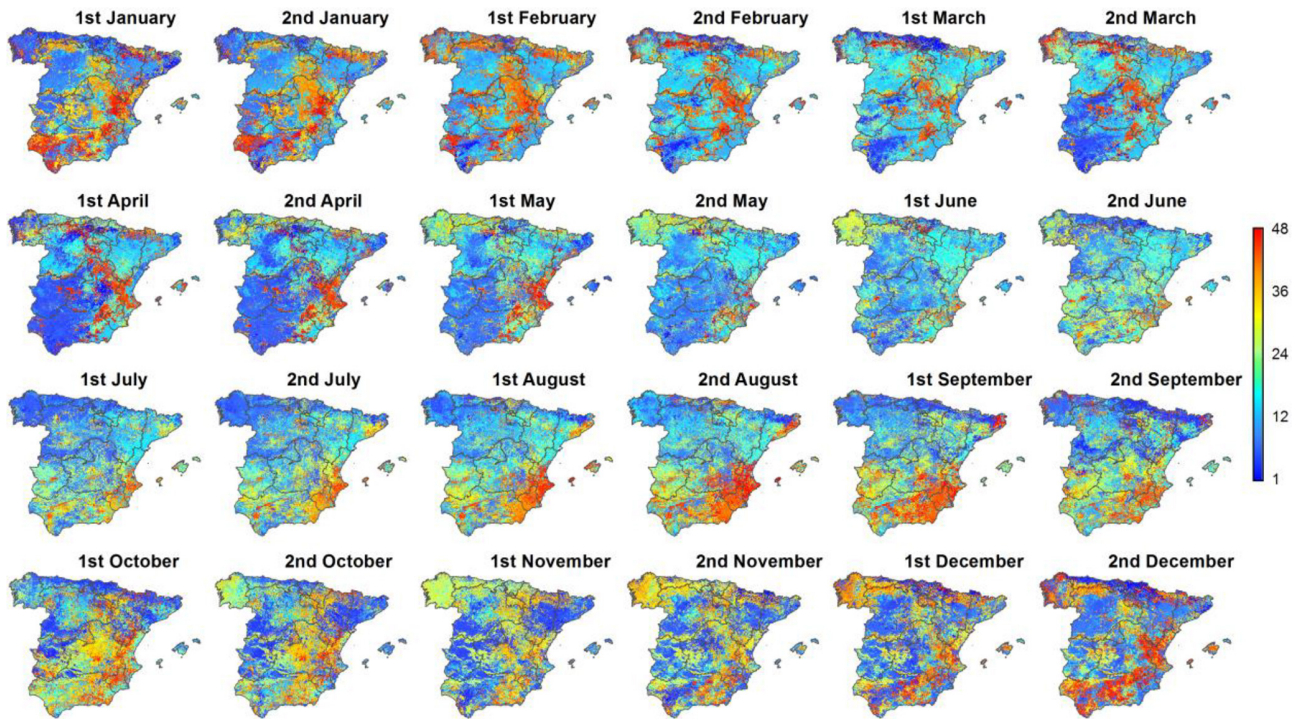 1st January 2nd January 1st February 2nd February 1st March 2nd March
1st April 2nd April 1st May 2nd May 1st June 2nd June
48
36
24
12
1
1st July 2nd July 1st August 2nd August 1st September 2nd September
1st October 2nd October 1st November 2nd November 1st December 2nd December